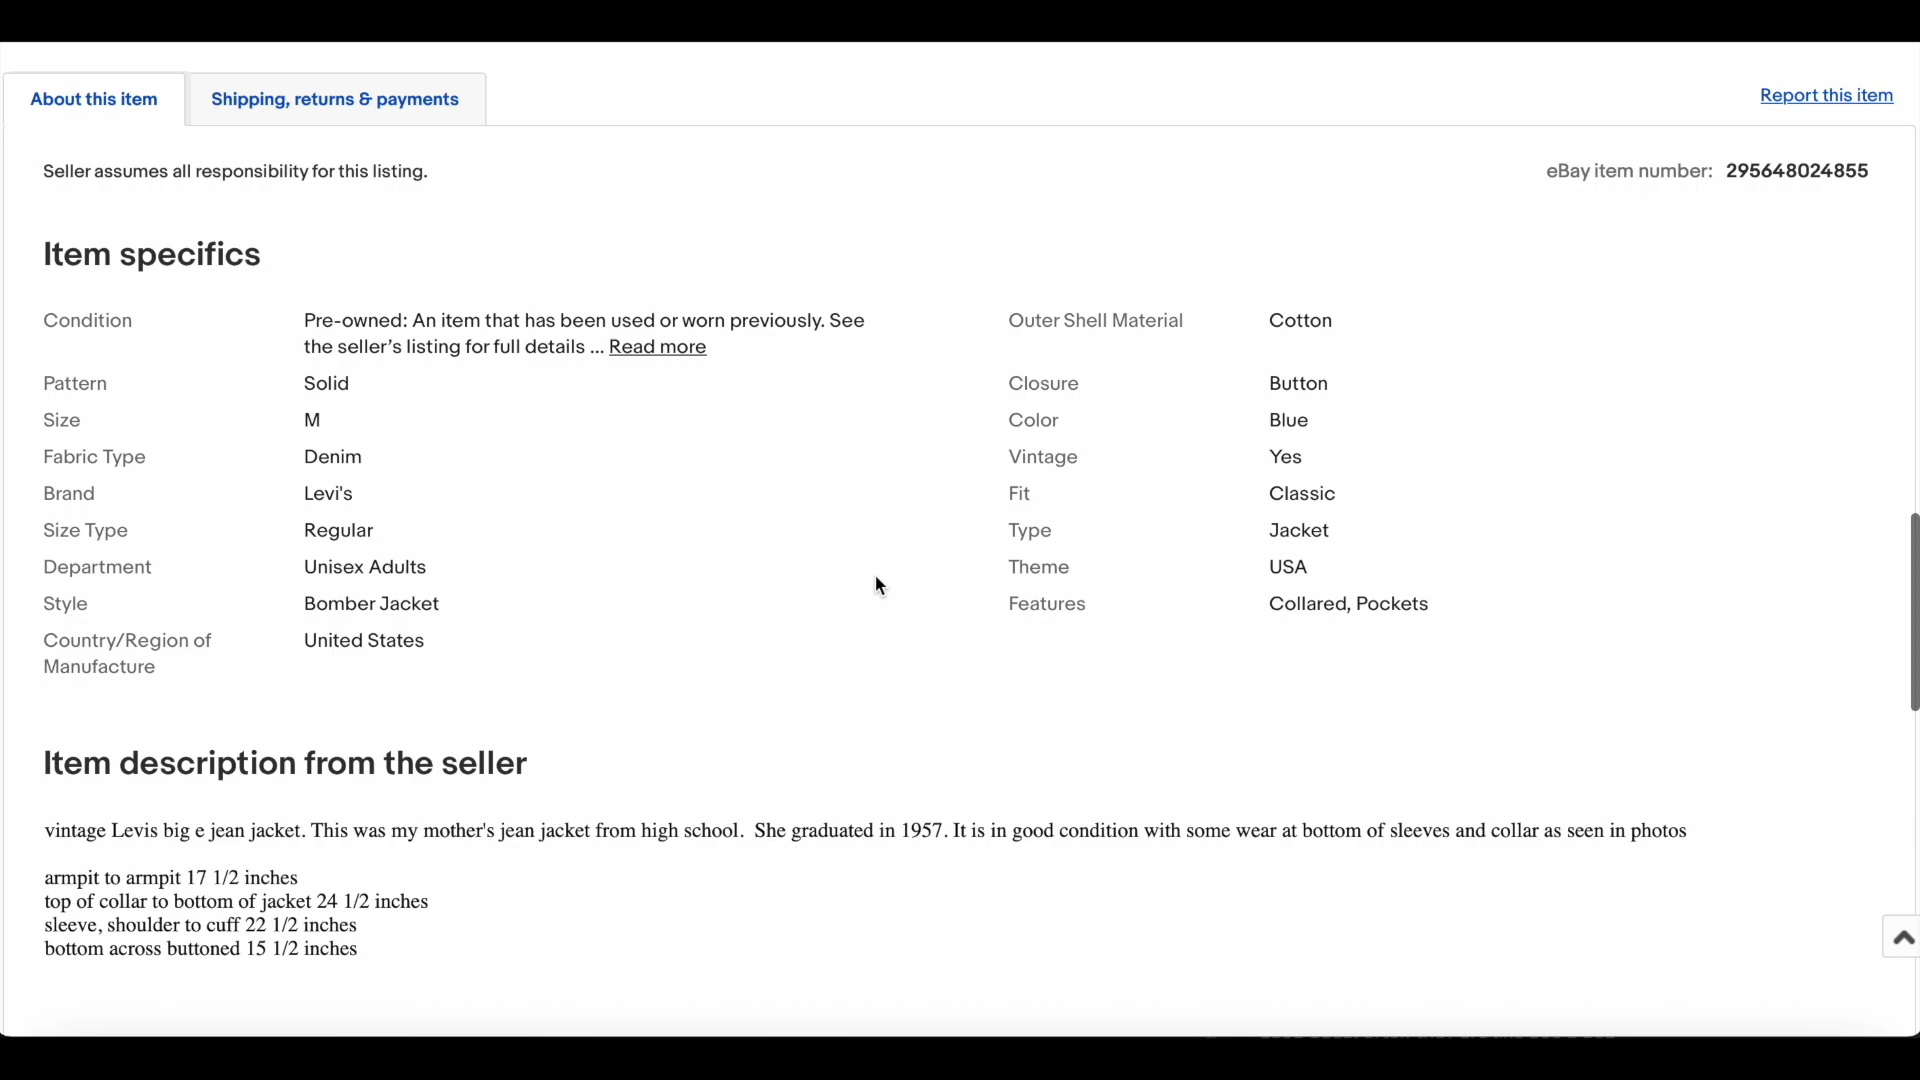 About this item
Shipping, returns & payments
Report this item
Seller assumes all responsibility for this listing.
eBay item number: 295648024855
Item specifics
Condition
Pre-owned: An item that has been used or worn previously. See
the seller’s listing for full details ... Read more
Outer Shell Material
Cotton
Pattern
Solid
Closure
Button
Size
M
Color
Blue
Fabric Type
Denim
Vintage
Yes
Brand
Levi's
Fit
Classic
Size Type
Regular
Type
Jacket
Department
Unisex Adults
Theme
USA
Style
Bomber Jacket
Features
Collared, Pockets
Country/Region of
Manufacture
United States
Item description from the seller
vintage Levis big e jean jacket. This was my mother's jean jacket from high school.  She graduated in 1957. It is in good condition with some wear at bottom of sleeves and collar as seen in photos
armpit to armpit 17 1/2 inches
top of collar to bottom of jacket 24 1/2 inches
sleeve, shoulder to cuff 22 1/2 inches
bottom across buttoned 15 1/2 inches